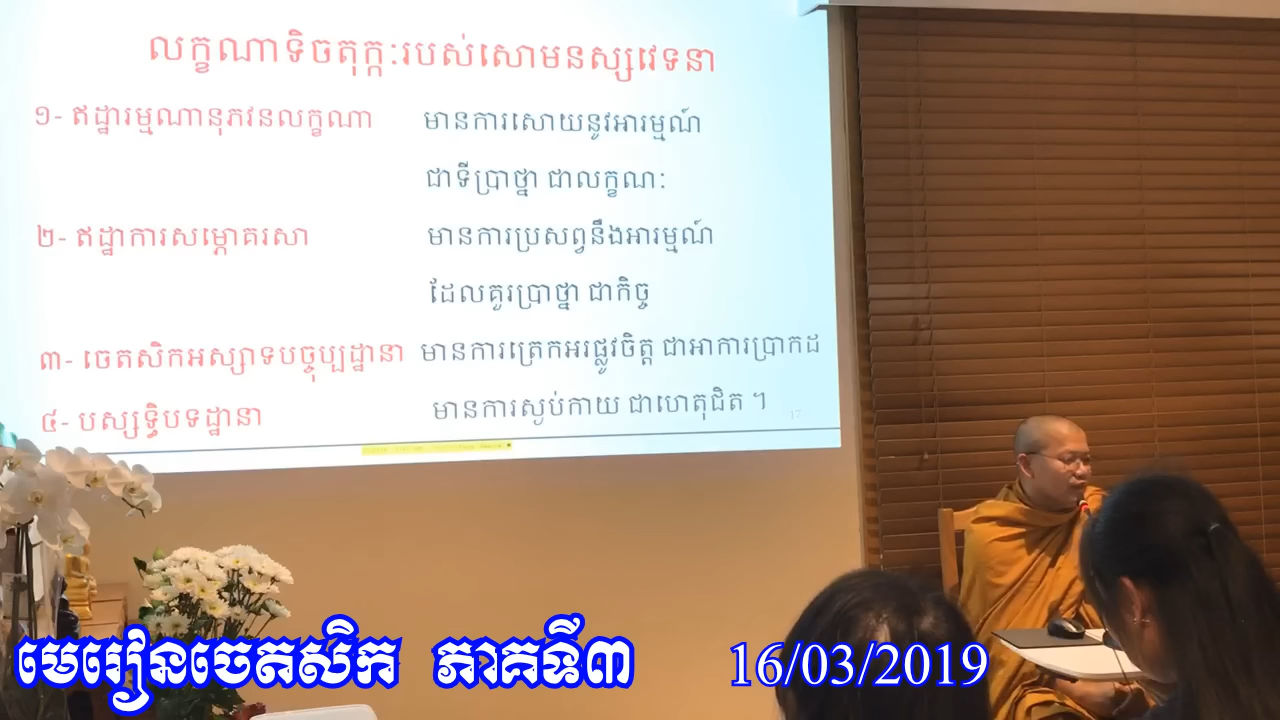 លក្ខណាទិចតុក្កៈរបស់សោមនស្សវេទនា
១- ឥដ្ឋារម្មណានុភវនលក្ខណា មានការសោយនូវអារម្មណ៍
ជាទីប្រាថ្នា ជាលក្ខណៈ
២- ឥដ្ឋាការសម្ភោគរសា មានការប្រសព្វនឹងអារម្មណ៍
ដែលគួរប្រាថ្នា ជាកិច្ច
៣- ចេតសិកអស្សាទបច្ចុប្បដ្ឋានា មានការត្រេកអរផ្លូវចិត្ត ជាអាការប្រាកដ
៤- បស្សទ្ធិបទដ្ឋានា មានការស្ងប់កាយ ជាហេតុជិត ។
17
មេរៀនចេតសិក ភាគទី៣ 16/03/2019